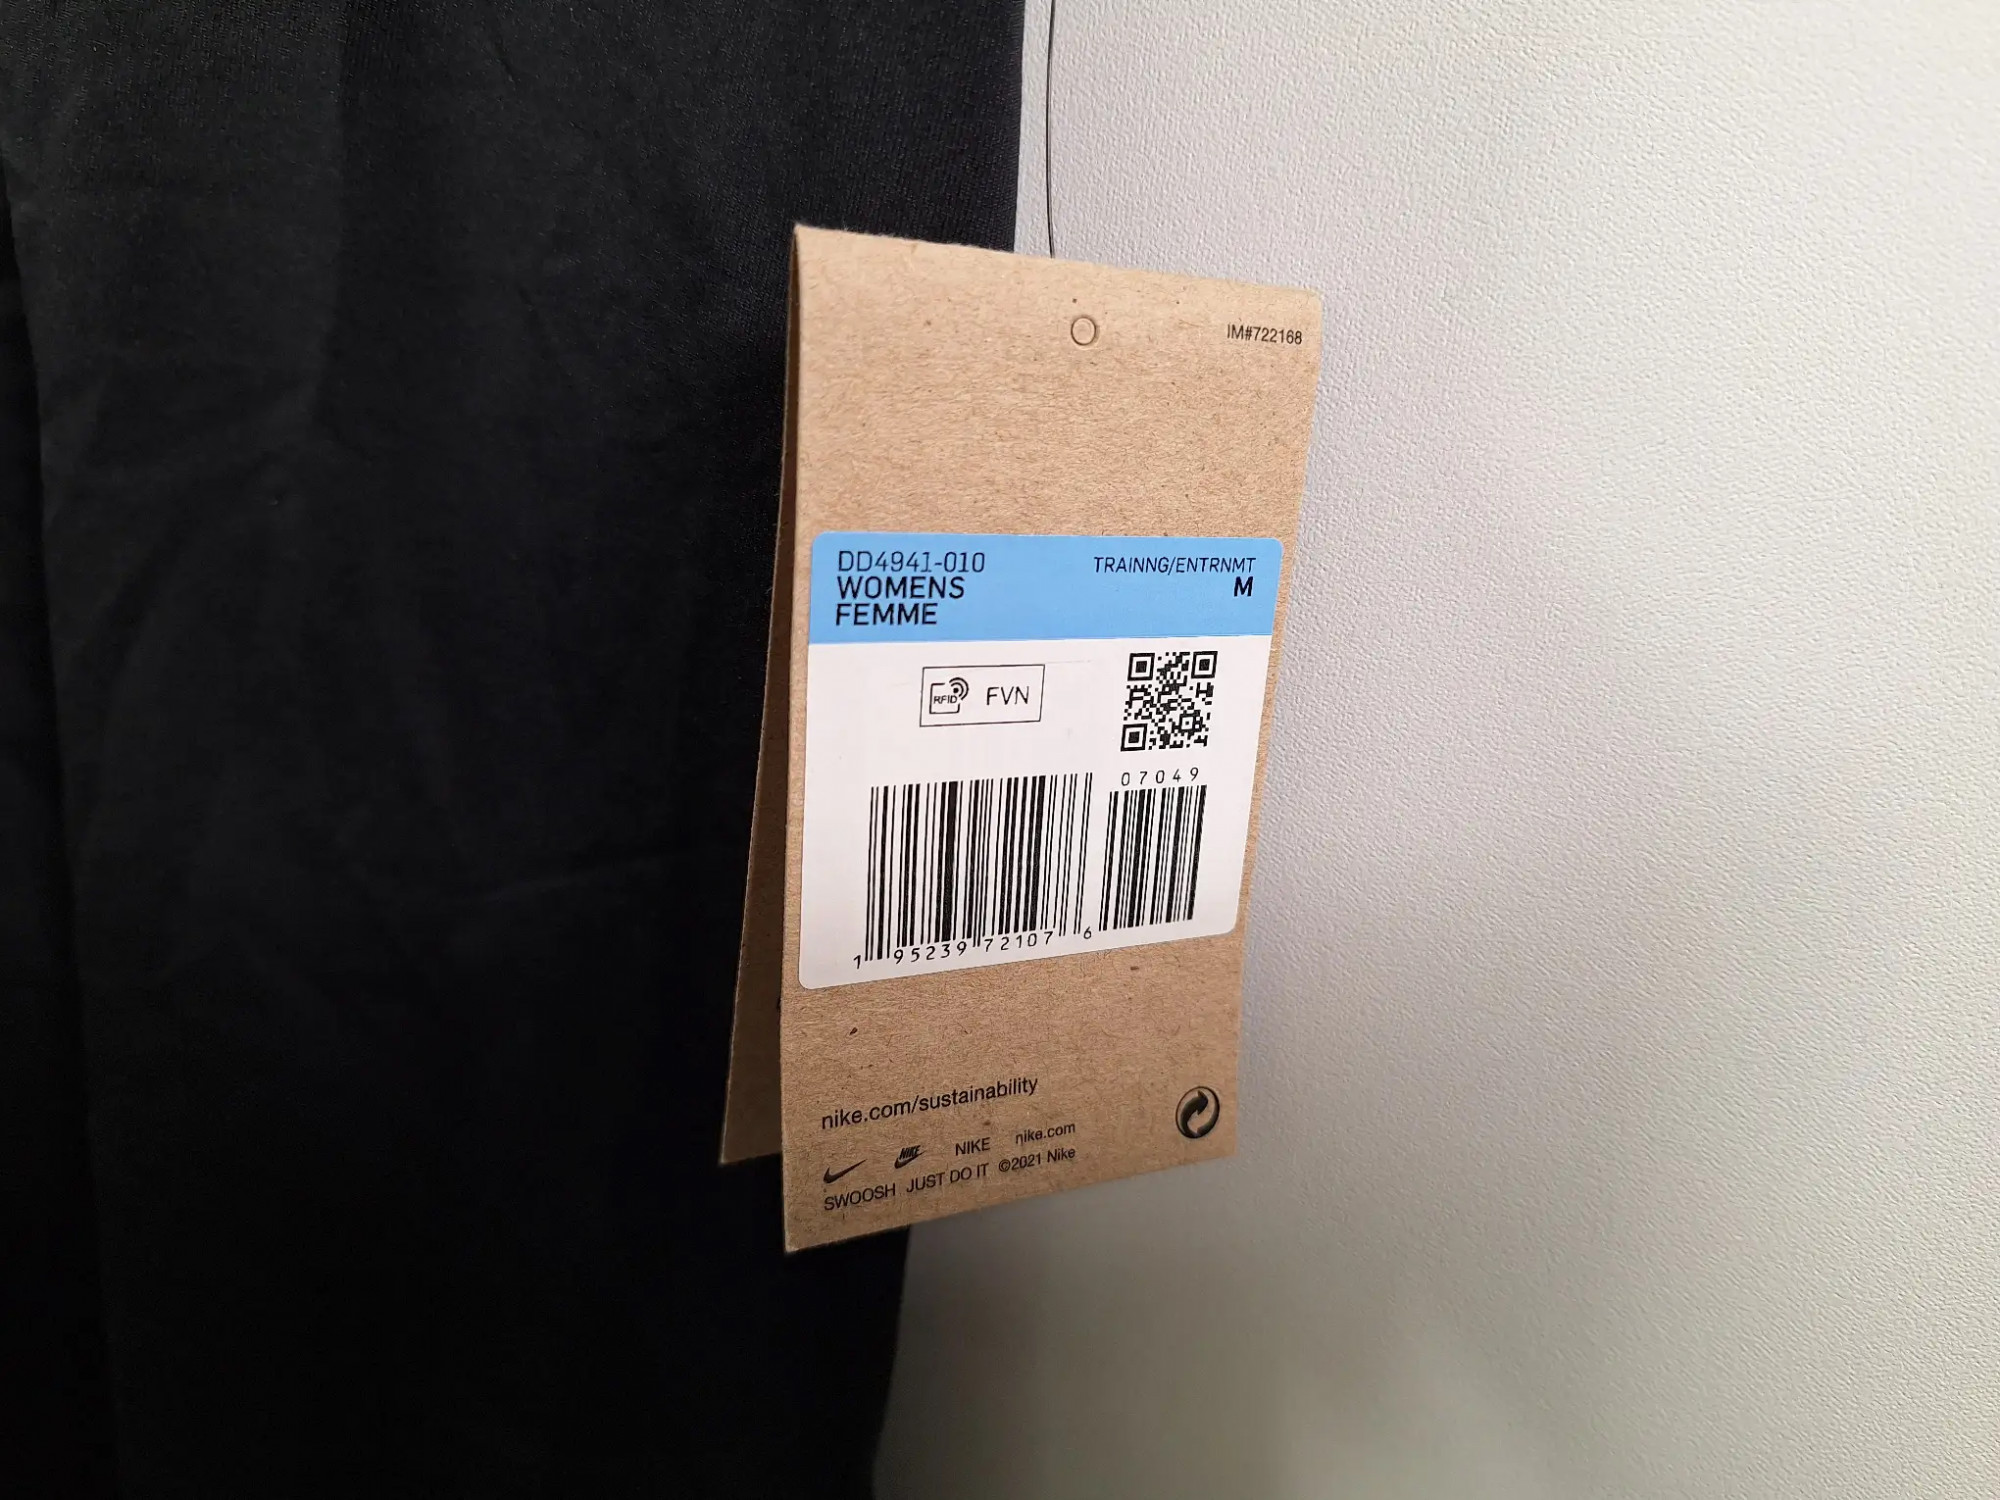 IM#722168
DD4941-010 TRAINNG/ENTRNMT
WOMENS M
FEMME
RFID FVN
07049
1 95239 72107 6
nike.com/sustainability
NIKE NIKE nike.com
SWOOSH JUST DO IT ©2021 Nike